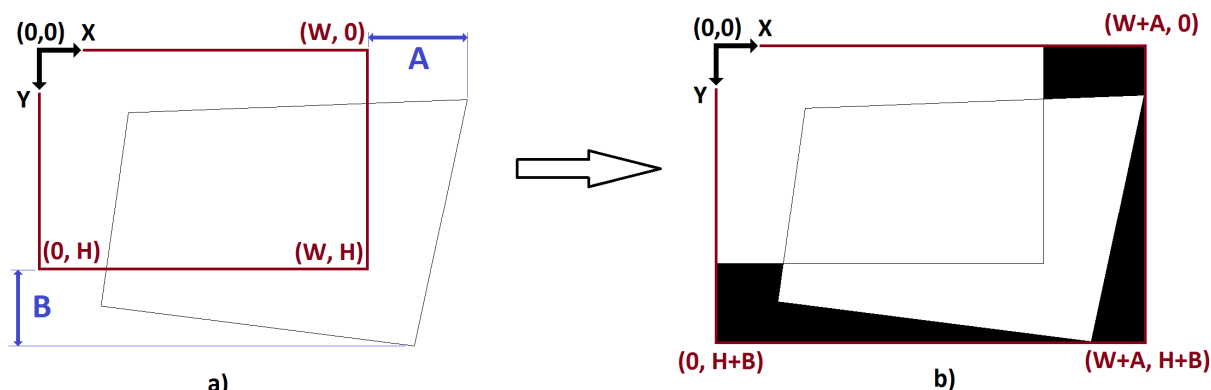 (0,0) X
(W, 0)
A
Y
(0, H)
(W, H)
B
a)
(0,0) X
(W+A, 0)
Y
(0, H+B)
(W+A, H+B)
b)